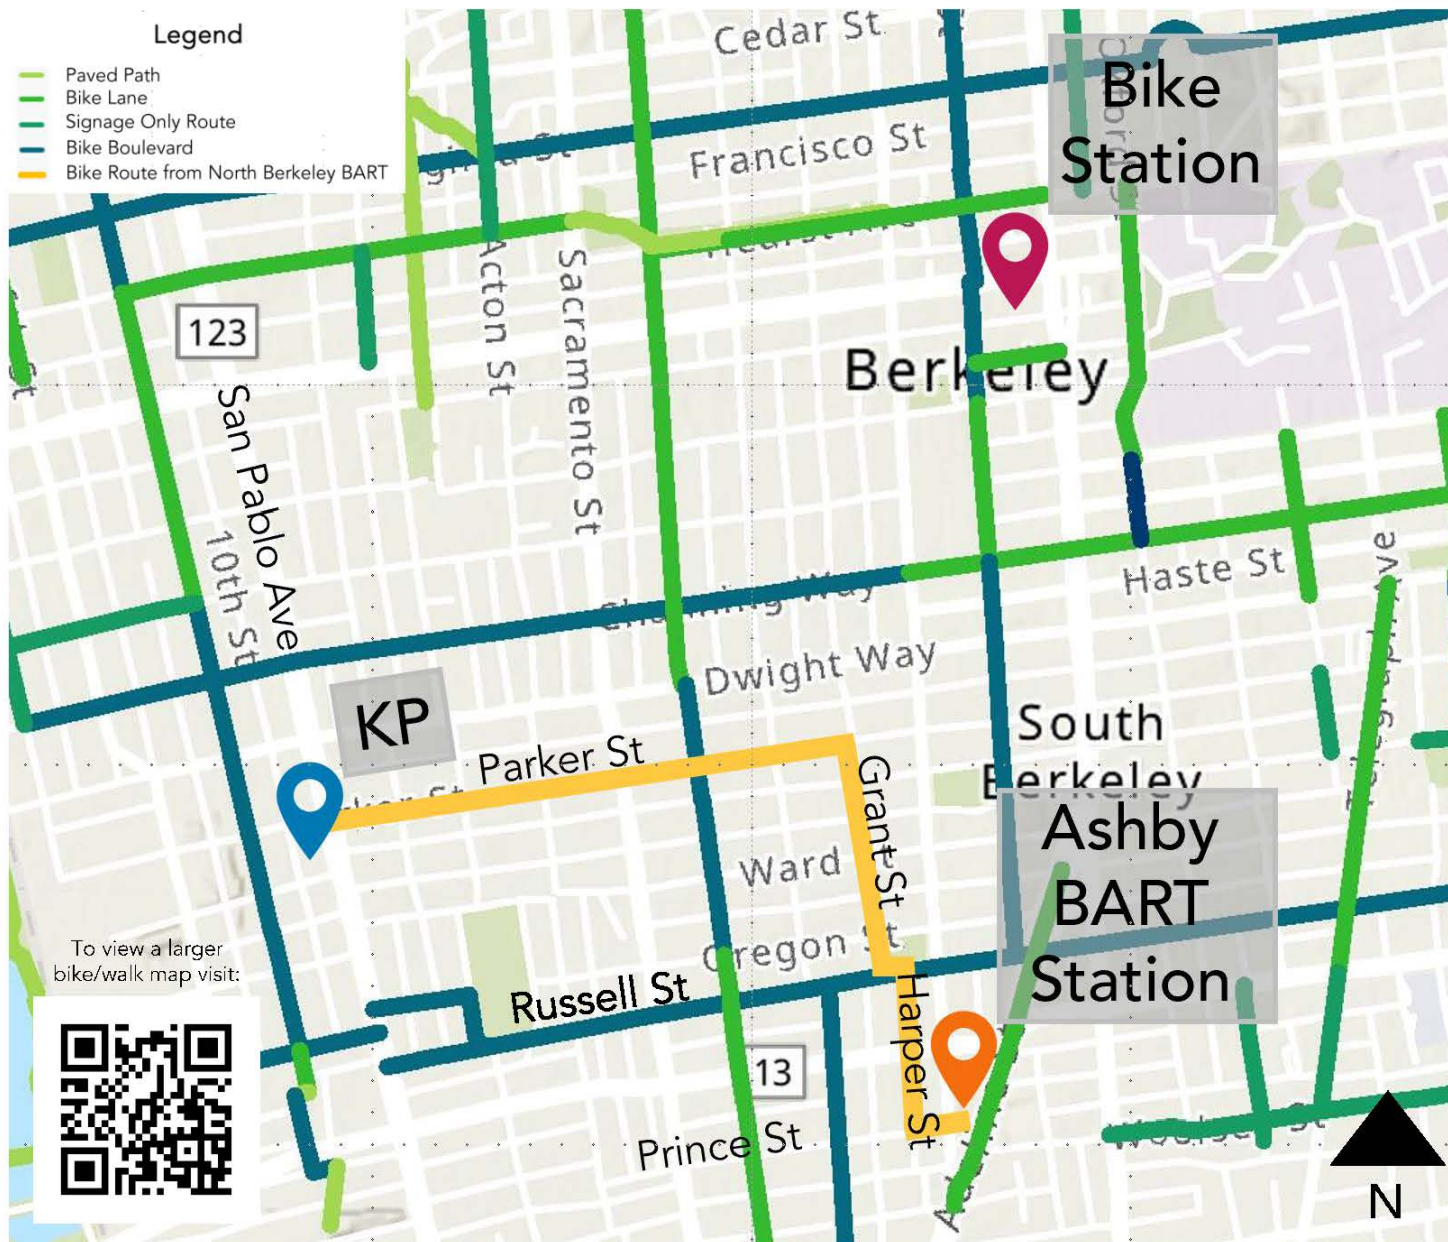 Legend
Paved Path
Bike Lane
Signage Only Route
Bike Boulevard
Bike Route from North Berkeley BART
Cedar St
Francisco St
Bike
Station
Acton St
Sacramento St
123
San Pablo Ave
10th St
Berkeley
Haste St
Channing Way
Dwight Way
KP
Parker St
Grant St
South
Berkeley
Ashby
BART
Station
Ward
Oregon St
Russell St
Harper St
13
Prince St
To view a larger
bike/walk map visit:
N